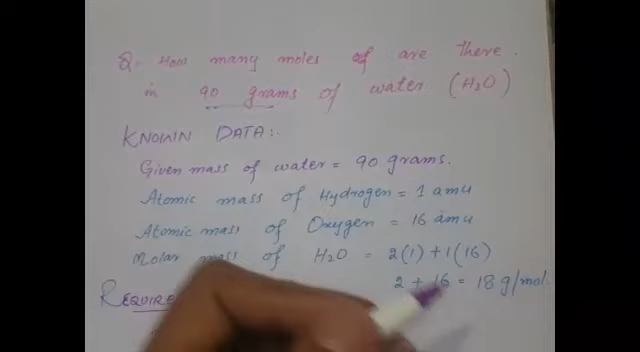 Q. How many moles of are there.
in 90 grams of water (H₂O)
KNOWN DATA:.
Given mass of water = 90 grams.
Atomic mass of Hydrogen = 1 amu
Atomic mass of Oxygen = 16 amu
Molar mass of H₂O = 2(1) + 1(16)
2 + 16 = 18 g/mol